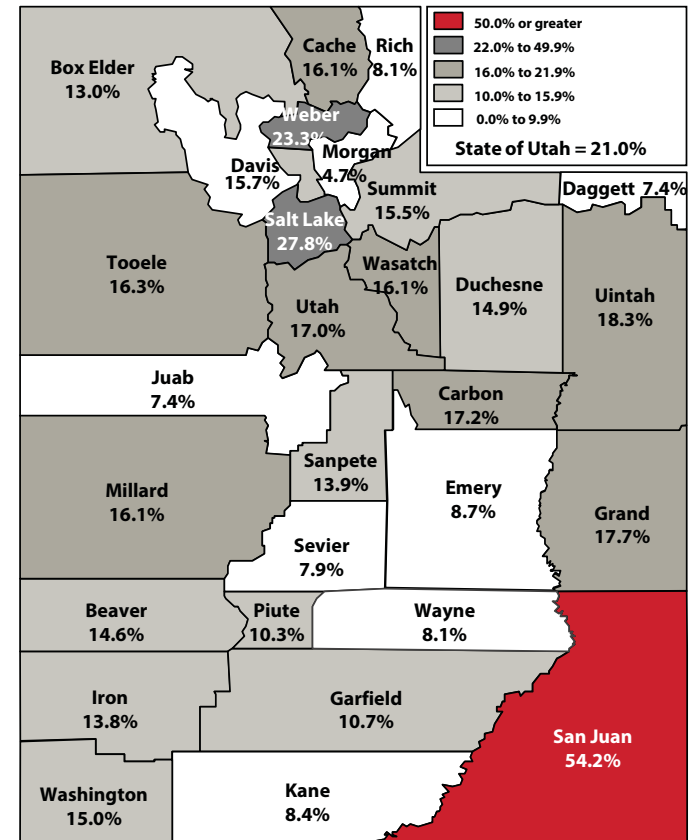 Cache
16.1%
Rich
8.1%
50.0% or greater
22.0% to 49.9%
16.0% to 21.9%
10.0% to 15.9%
0.0% to 9.9%
State of Utah = 21.0%
Box Elder
13.0%
Weber
23.3%
Morgan
4.7%
Davis
15.7%
Summit
15.5%
Daggett 7.4%
Salt Lake
27.8%
Tooele
16.3%
Wasatch
16.1%
Duchesne
14.9%
Uintah
18.3%
Utah
17.0%
Juab
7.4%
Carbon
17.2%
Sanpete
13.9%
Millard
16.1%
Emery
8.7%
Grand
17.7%
Sevier
7.9%
Beaver
14.6%
Piute
10.3%
Wayne
8.1%
Iron
13.8%
Garfield
10.7%
San Juan
54.2%
Washington
15.0%
Kane
8.4%